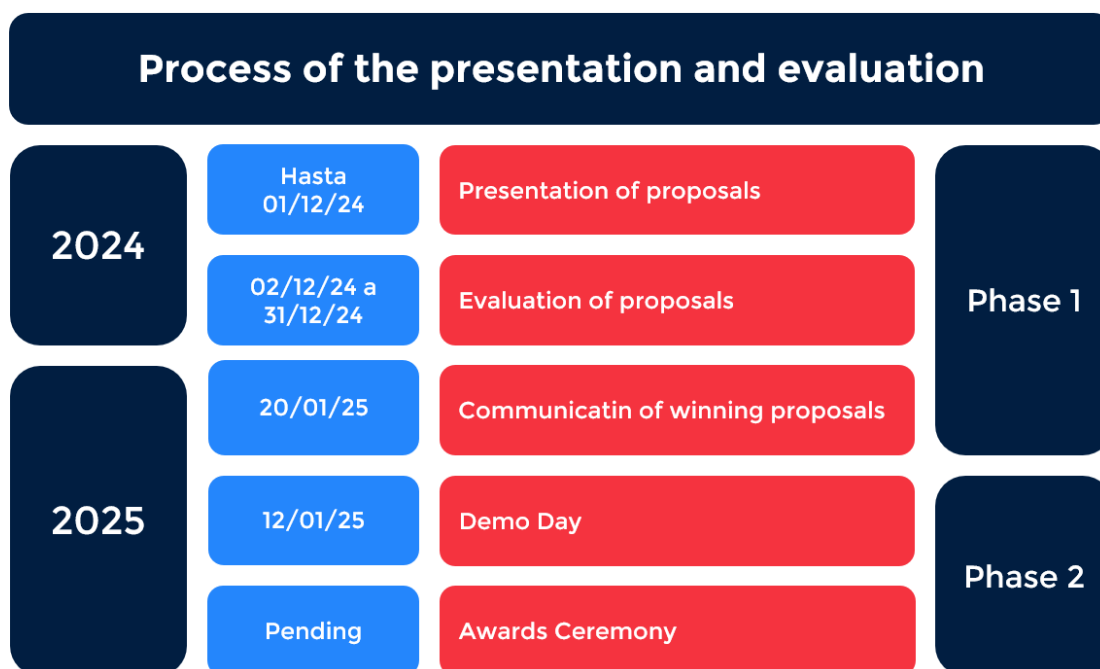 Process of the presentation and evaluation
2024
Hasta
01/12/24
Presentation of proposals
02/12/24 a
31/12/24
Evaluation of proposals
Phase 1
2025
20/01/25
Communicatin of winning proposals
12/01/25
Demo Day
Phase 2
Pending
Awards Ceremony